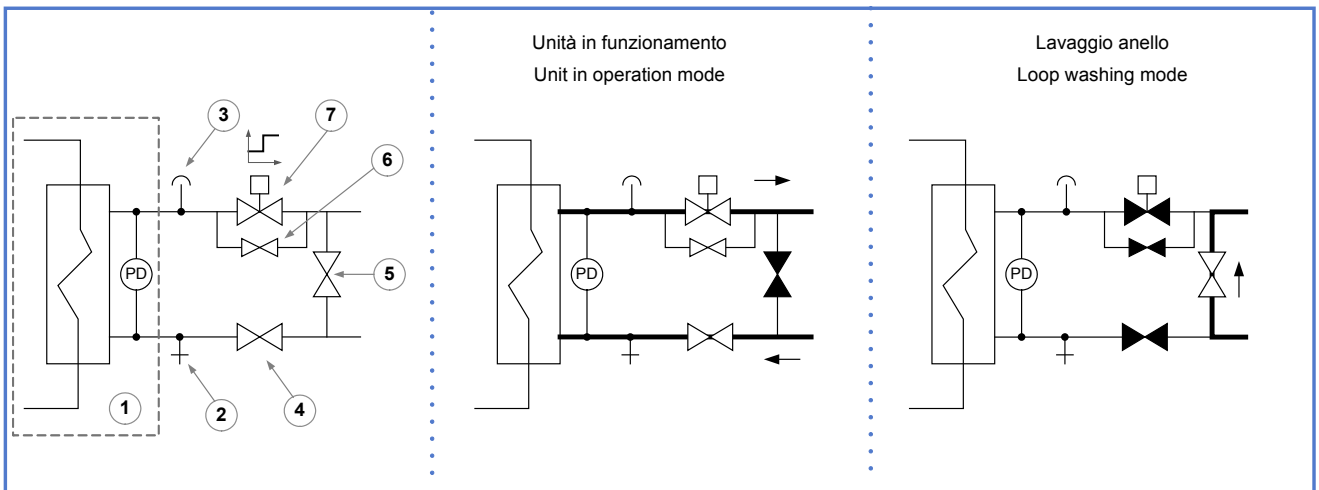 Unità in funzionamento
Unit in operation mode
Lavaggio anello
Loop washing mode
3
7
6
PD
5
1
2
4
PD
PD